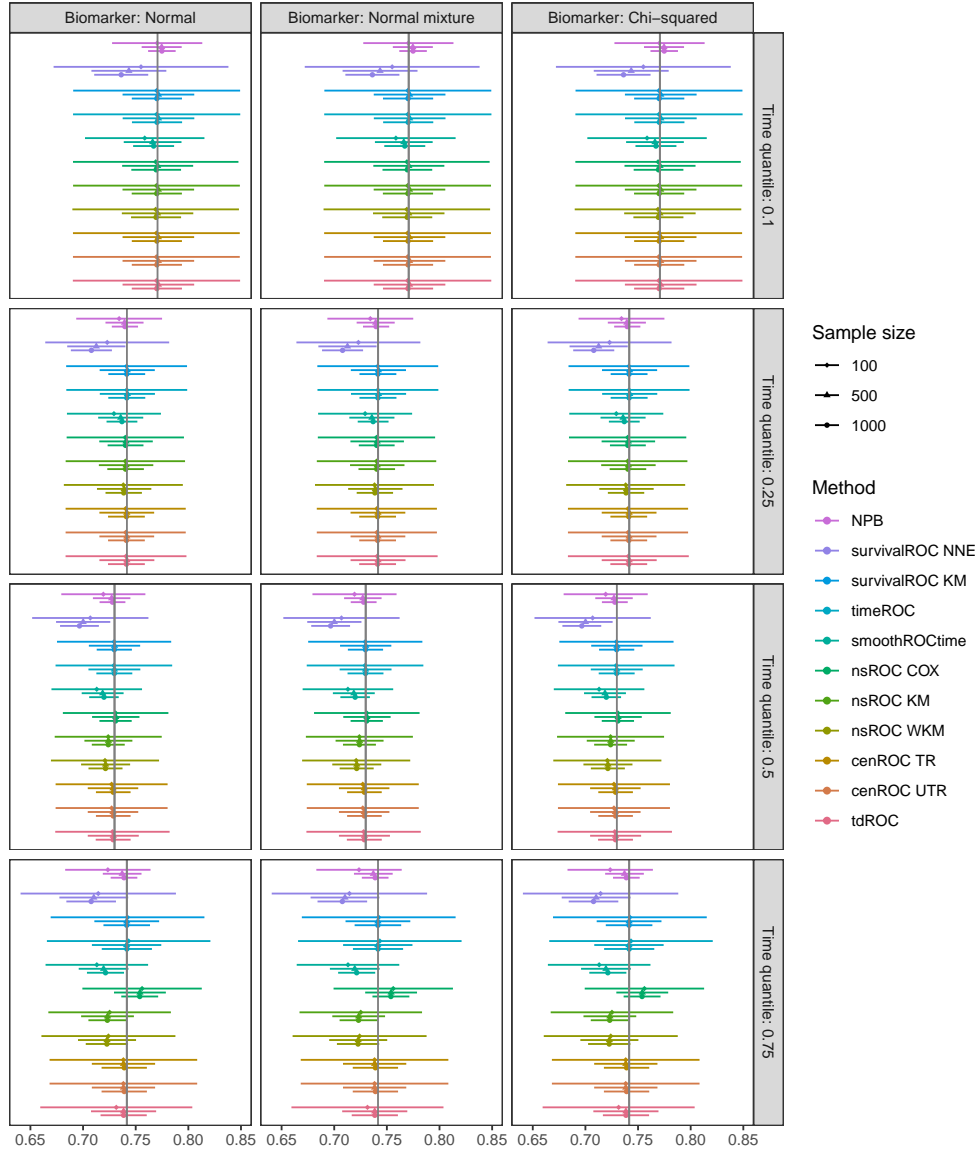 Biomarker: Normal
Biomarker: Normal mixture
Biomarker: Chi−squared
Time quantile: 0.1
Time quantile: 0.25
Time quantile: 0.5
Time quantile: 0.75
0.65 0.70 0.75 0.80 0.85
0.65 0.70 0.75 0.80 0.85
0.65 0.70 0.75 0.80 0.85
Sample size
100
500
1000
Method
NPB
survivalROC NNE
survivalROC KM
timeROC
smoothROCtime
nsROC COX
nsROC KM
nsROC WKM
cenROC TR
cenROC UTR
tdROC